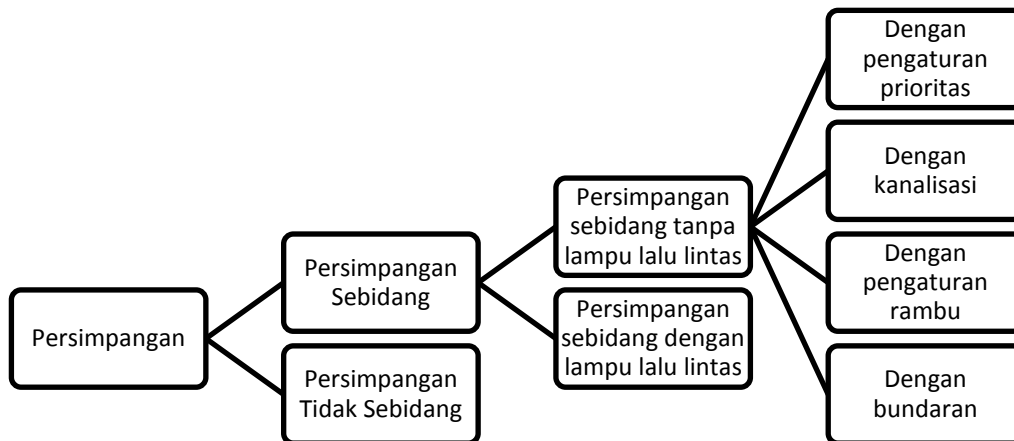 Persimpangan
Persimpangan
Sebidang
Persimpangan
Tidak Sebidang
Persimpangan
sebidang tanpa
lampu lalu lintas
Persimpangan
sebidang dengan
lampu lalu lintas
Dengan
pengaturan
prioritas
Dengan
kanalisasi
Dengan
pengaturan
rambu
Dengan
bundaran